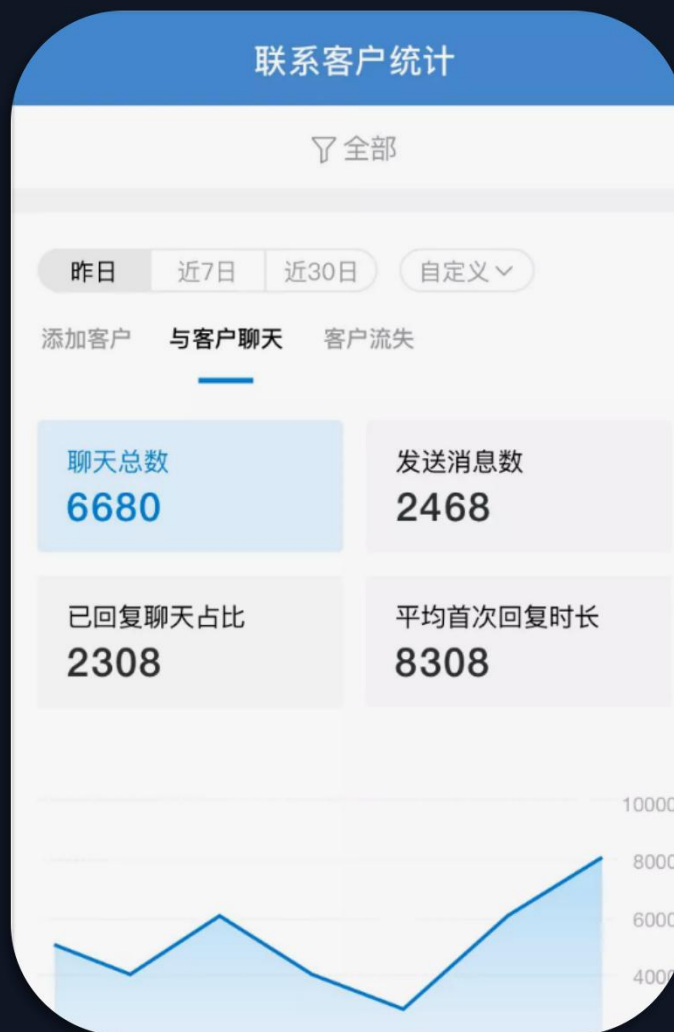 联系客户统计
全部
昨日 近7日 近30日 自定义
添加客户 与客户聊天 客户流失
聊天总数 发送消息数
6680 2468
已回复聊天占比 平均首次回复时长
2308 8308
10000
8000
6000
4000